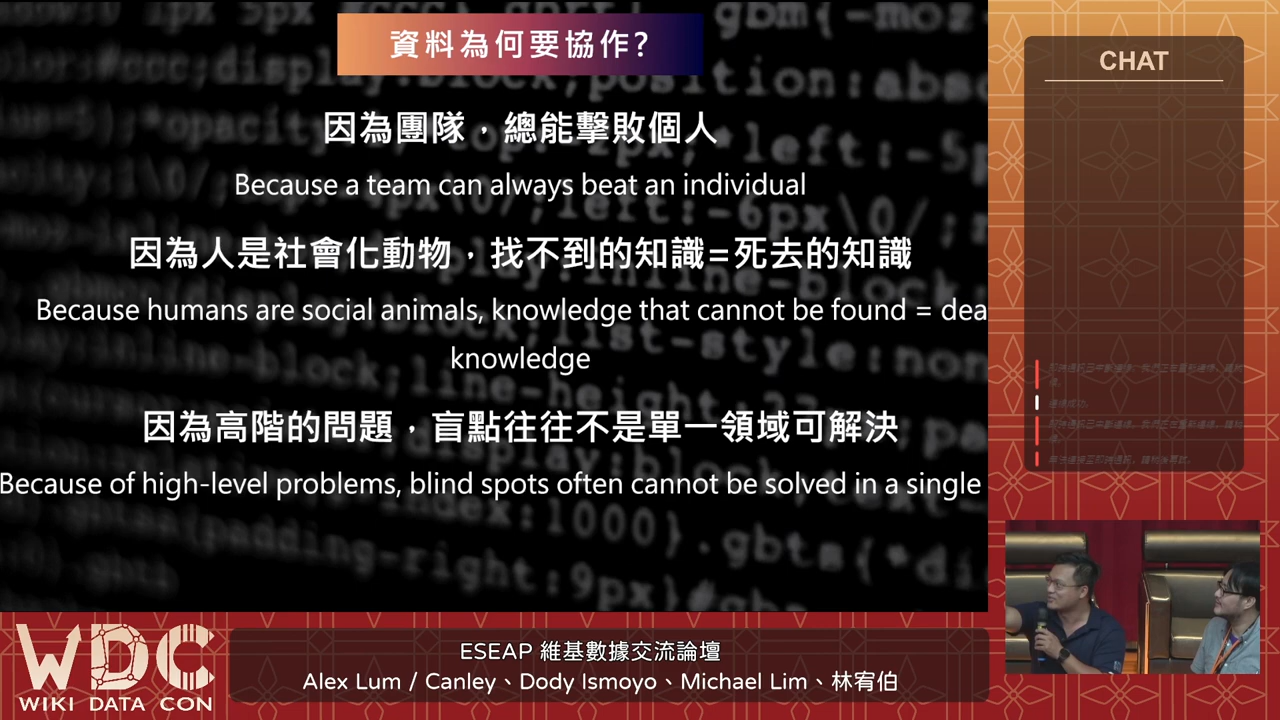 資料為何要協作?
因為團隊，總能擊敗個人
Because a team can always beat an individual
因為人是社會化動物，找不到的知識=死去的知識
Because humans are social animals, knowledge that cannot be found = dea
knowledge
因為高階的問題，盲點往往不是單一領域可解決
Because of high-level problems, blind spots often cannot be solved in a single
CHAT
WDC
WIKI DATA CON
ESEAP 維基數據交流論壇
Alex Lum / Canley、Dody Ismoyo、Michael Lim、林宥伯